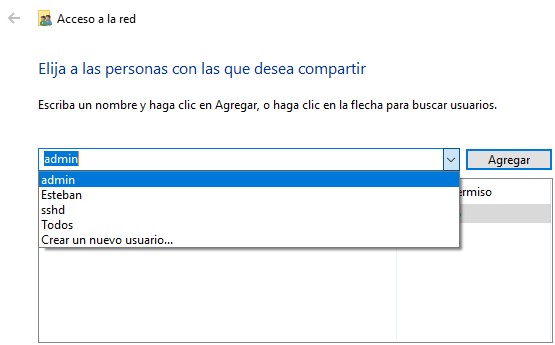 Acceso a la red
Elija a las personas con las que desea compartir
Escriba un nombre y haga clic en Agregar, o haga clic en la flecha para buscar usuarios.
admin
Agregar
admin
Esteban
sshd
Todos
Crear un nuevo usuario...
ermiso